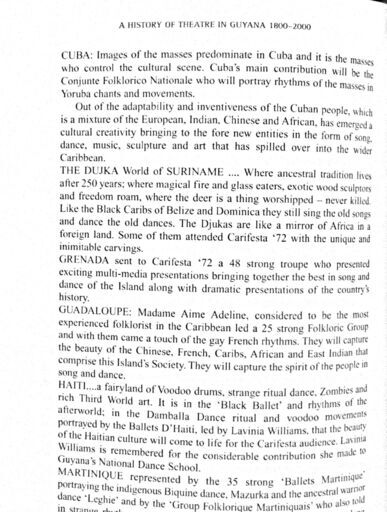 A HISTORY OF THEATRE IN GUYANA 1800-2000
CUBA: Images of the masses predominate in Cuba and it is the masses
who control the cultural scene. Cuba's main contribution will be the
Conjunte Folklorico Nationale who will portray rhythms of the masses in
Yoruba chants and movements.
Out of the adaptability and inventiveness of the Cuban people, which
is a mixture of the European, Indian, Chinese and African, has emerged a
cultural creativity bringing to the fore new entities in the form of song,
dance, music, sculpture and art that has spilled over into the wider
Caribbean.
THE DUJKA World of SURINAME .... Where ancestral tradition lives
after 250 years; where magical fire and glass eaters, exotic wood sculptors
and freedom roam, where the deer is a thing worshipped – never killed.
Like the Black Caribs of Belize and Dominica they still sing the old songs
and dance the old dances. The Djukas are like a mirror of Africa in a
foreign land. Some of them attended Carifesta '72 with the unique and
inimitable carvings.
GRENADA sent to Carifesta '72 a 48 strong troupe who presented
exciting multi-media presentations bringing together the best in song and
dance of the Island along with dramatic presentations of the country's
history.
GUADALOUPE: Madame Aime Adeline, considered to be the most
experienced folklorist in the Caribbean led a 25 strong Folkloric Group
and with them came a touch of the gay French rhythms. They will capture
the beauty of the Chinese, French, Caribs, African and East Indian that
comprise this Island's Society. They will capture the spirit of the people in
song and dance.
HAITI....a fairyland of Voodoo drums, strange ritual dance, Zombies and
rich Third World art. It is in the 'Black Ballet' and rhythms of the
afterworld; in the Damballa Dance ritual and voodoo movements
portrayed by the Ballets D'Haiti, led by Lavinia Williams, that the beauty
of the Haitian culture will come to life for the Carifesta audience. Lavinia
Williams is remembered for the considerable contribution she made to
Guyana's National Dance School.
MARTINIQUE represented by the 35 strong 'Ballets Martinique'
portraying the indigenous Biquine dance, Mazurka and the ancestral warrior
dance 'Leghie' and by the 'Group Folklorique Martiniquais' who also told
in strange